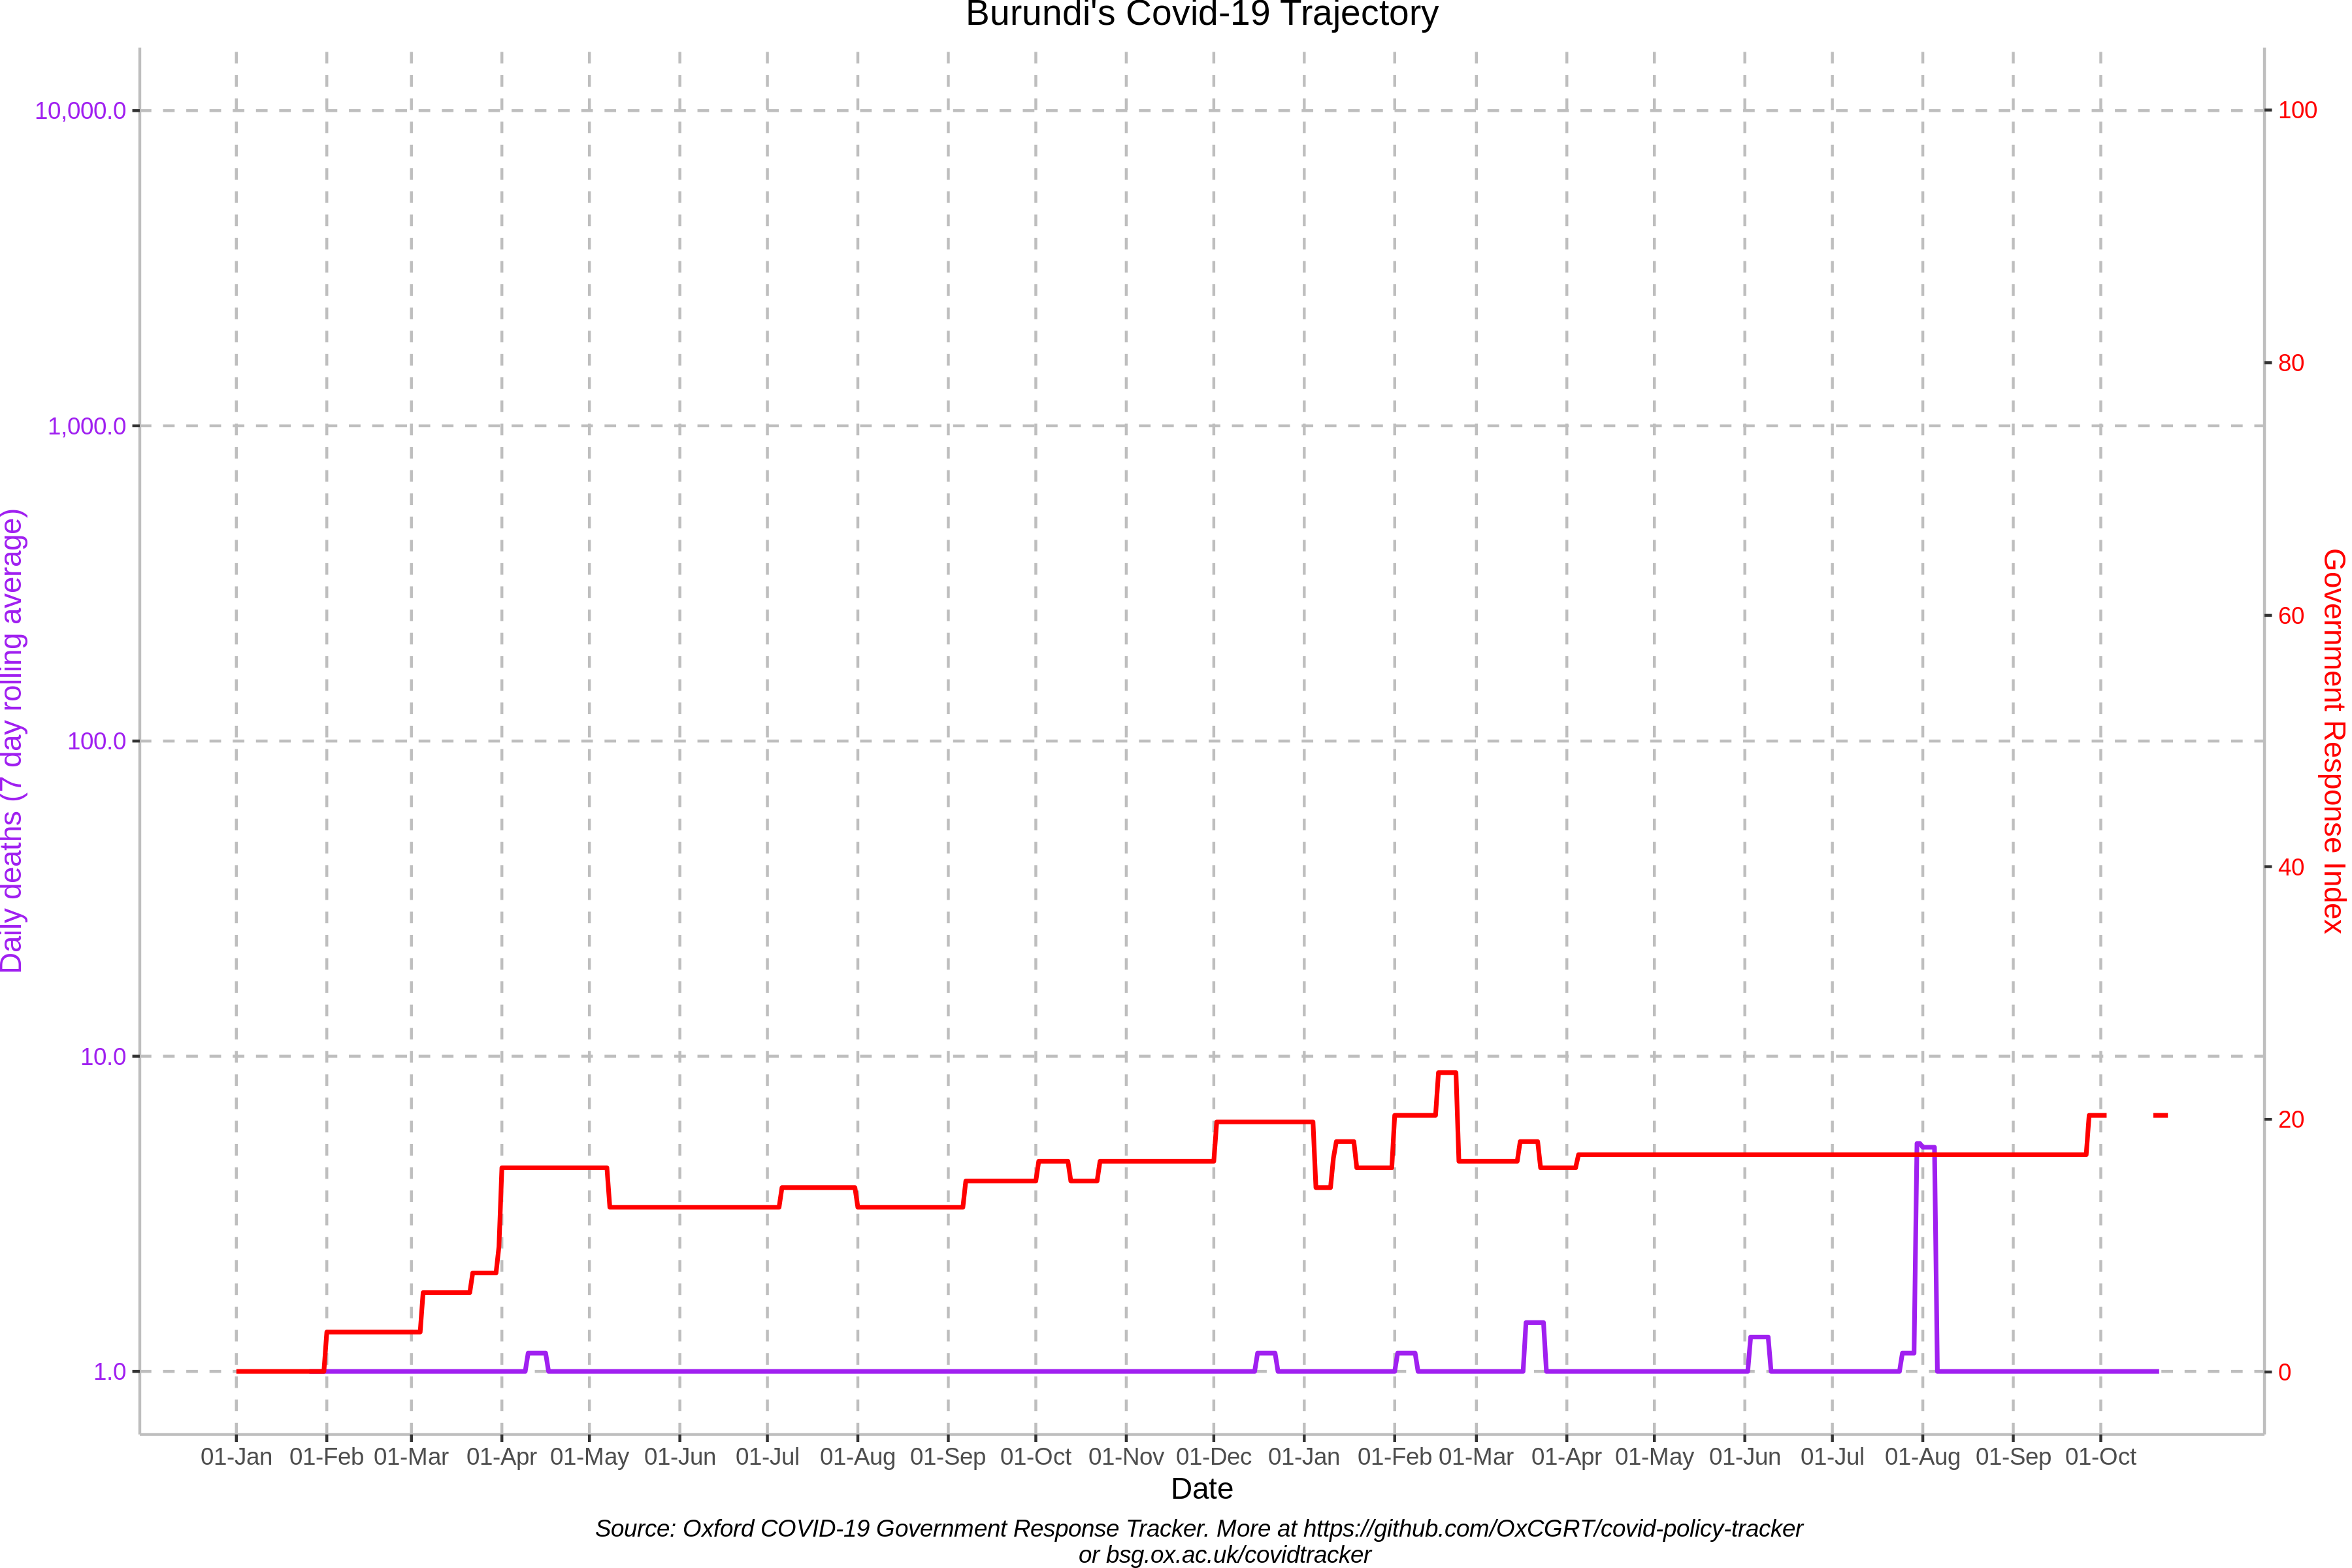 Burundi's Covid-19 Trajectory
10,000.0
1,000.0
100.0
10.0
1.0
Daily deaths (7 day rolling average)
100
80
60
40
20
0
Government Response Index
01-Jan 01-Feb 01-Mar 01-Apr 01-May 01-Jun 01-Jul 01-Aug 01-Sep 01-Oct 01-Nov 01-Dec 01-Jan 01-Feb 01-Mar 01-Apr 01-May 01-Jun 01-Jul 01-Aug 01-Sep 01-Oct
Date
Source: Oxford COVID-19 Government Response Tracker. More at https://github.com/OxCGRT/covid-policy-tracker
or bsg.ox.ac.uk/covidtracker